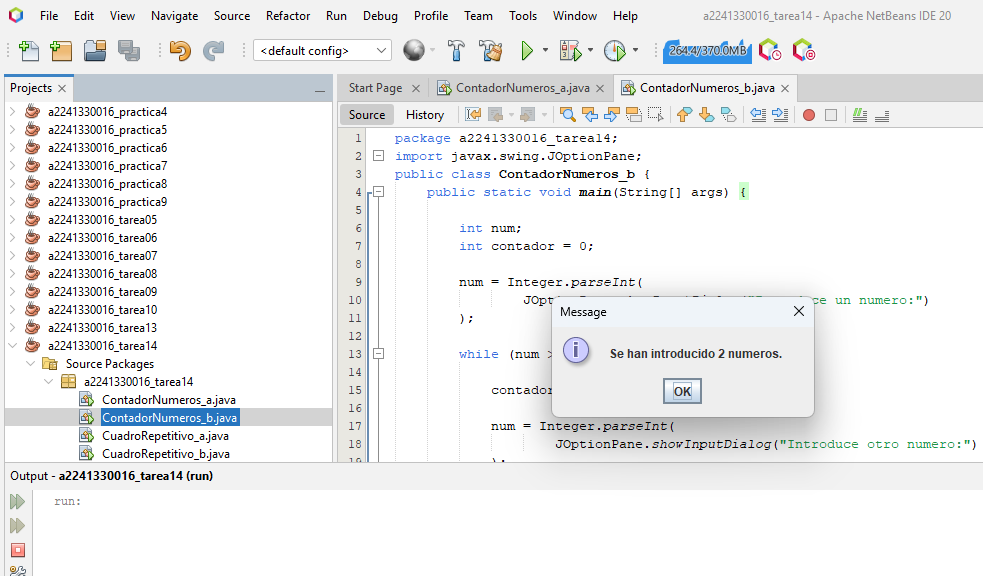 File Edit View Navigate Source Refactor Run Debug Profile Team Tools Window Help
a2241330016_tarea14 - Apache NetBeans IDE 20
<default config>
264.4/370.0MB
Projects
a2241330016_practica4
a2241330016_practica5
a2241330016_practica6
a2241330016_practica7
a2241330016_practica8
a2241330016_practica9
a2241330016_tarea05
a2241330016_tarea06
a2241330016_tarea07
a2241330016_tarea08
a2241330016_tarea09
a2241330016_tarea10
a2241330016_tarea13
a2241330016_tarea14
Source Packages
a2241330016_tarea14
ContadorNumeros_a.java
ContadorNumeros_b.java
CuadroRepetitivo_a.java
CuadroRepetitivo_b.java
Start Page ContadorNumeros_a.java ContadorNumeros_b.java
Source History
1 package a2241330016_tarea14;
2 import javax.swing.JOptionPane;
3 public class ContadorNumeros_b {
4 public static void main(String[] args) {
5
6 int num;
7 int contador = 0;
8
9 num = Integer.parseInt(
10 un numero:")
11 );
12
13 while (num
14
15 contador
16
17 num = Integer.parseInt(
18 JOptionPane.showInputDialog("Introduce otro numero:")
19 );
Message
Se han introducido 2 numeros.
OK
Output - a2241330016_tarea14 (run)
run: